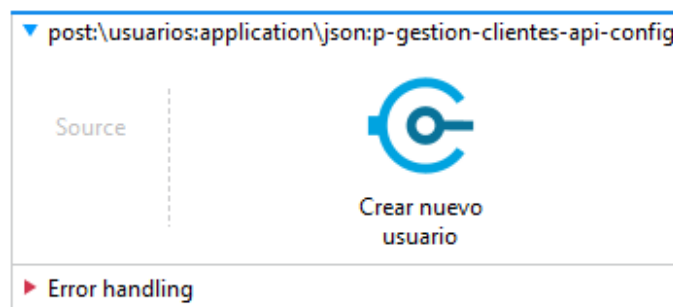 post:\usuarios:application\json:p-gestion-clientes-api-config
Source
Crear nuevo
usuario
Error handling